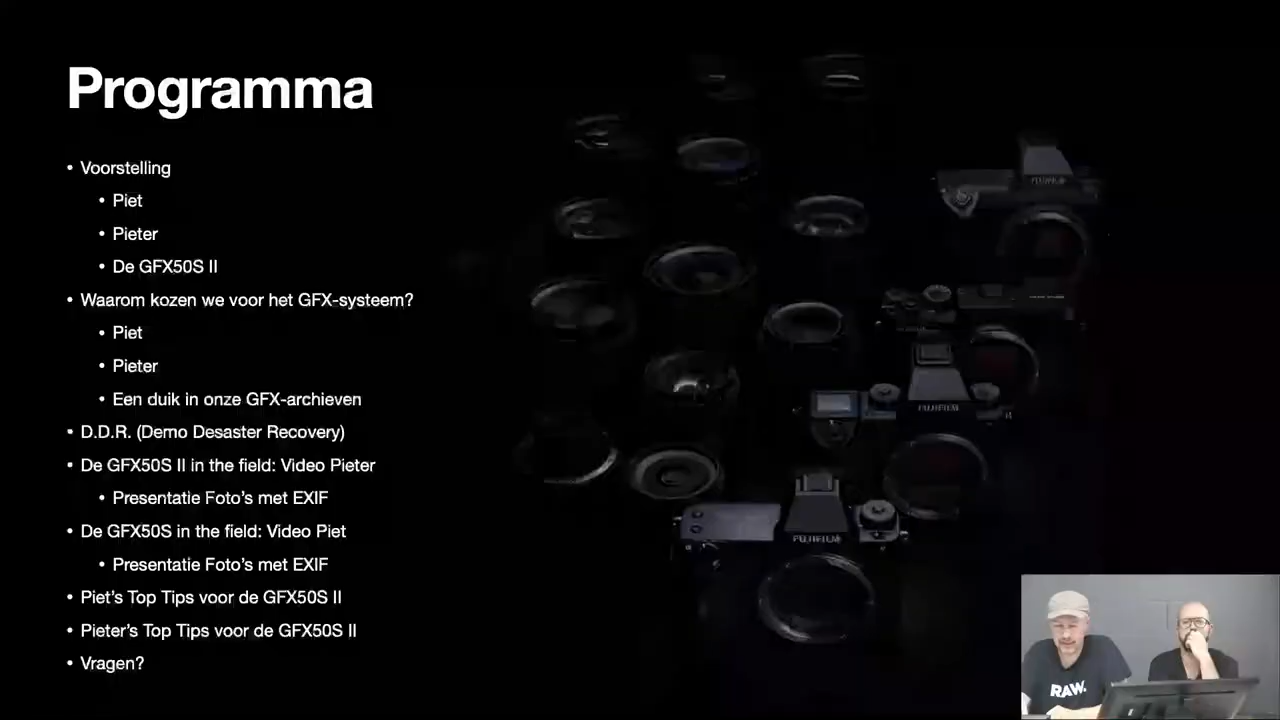 Programma
• Voorstelling
• Piet
• Pieter
• De GFX50S II
• Waarom kozen we voor het GFX-systeem?
• Piet
• Pieter
• Een duik in onze GFX-archieven
• D.D.R. (Demo Desaster Recovery)
• De GFX50S II in the field: Video Pieter
• Presentatie Foto's met EXIF
• De GFX50S in the field: Video Piet
• Presentatie Foto's met EXIF
• Piet's Top Tips voor de GFX50S II
• Pieter's Top Tips voor de GFX50S II
• Vragen?
FUJIFILM
FUJIFILM
FUJIFILM
RAW.